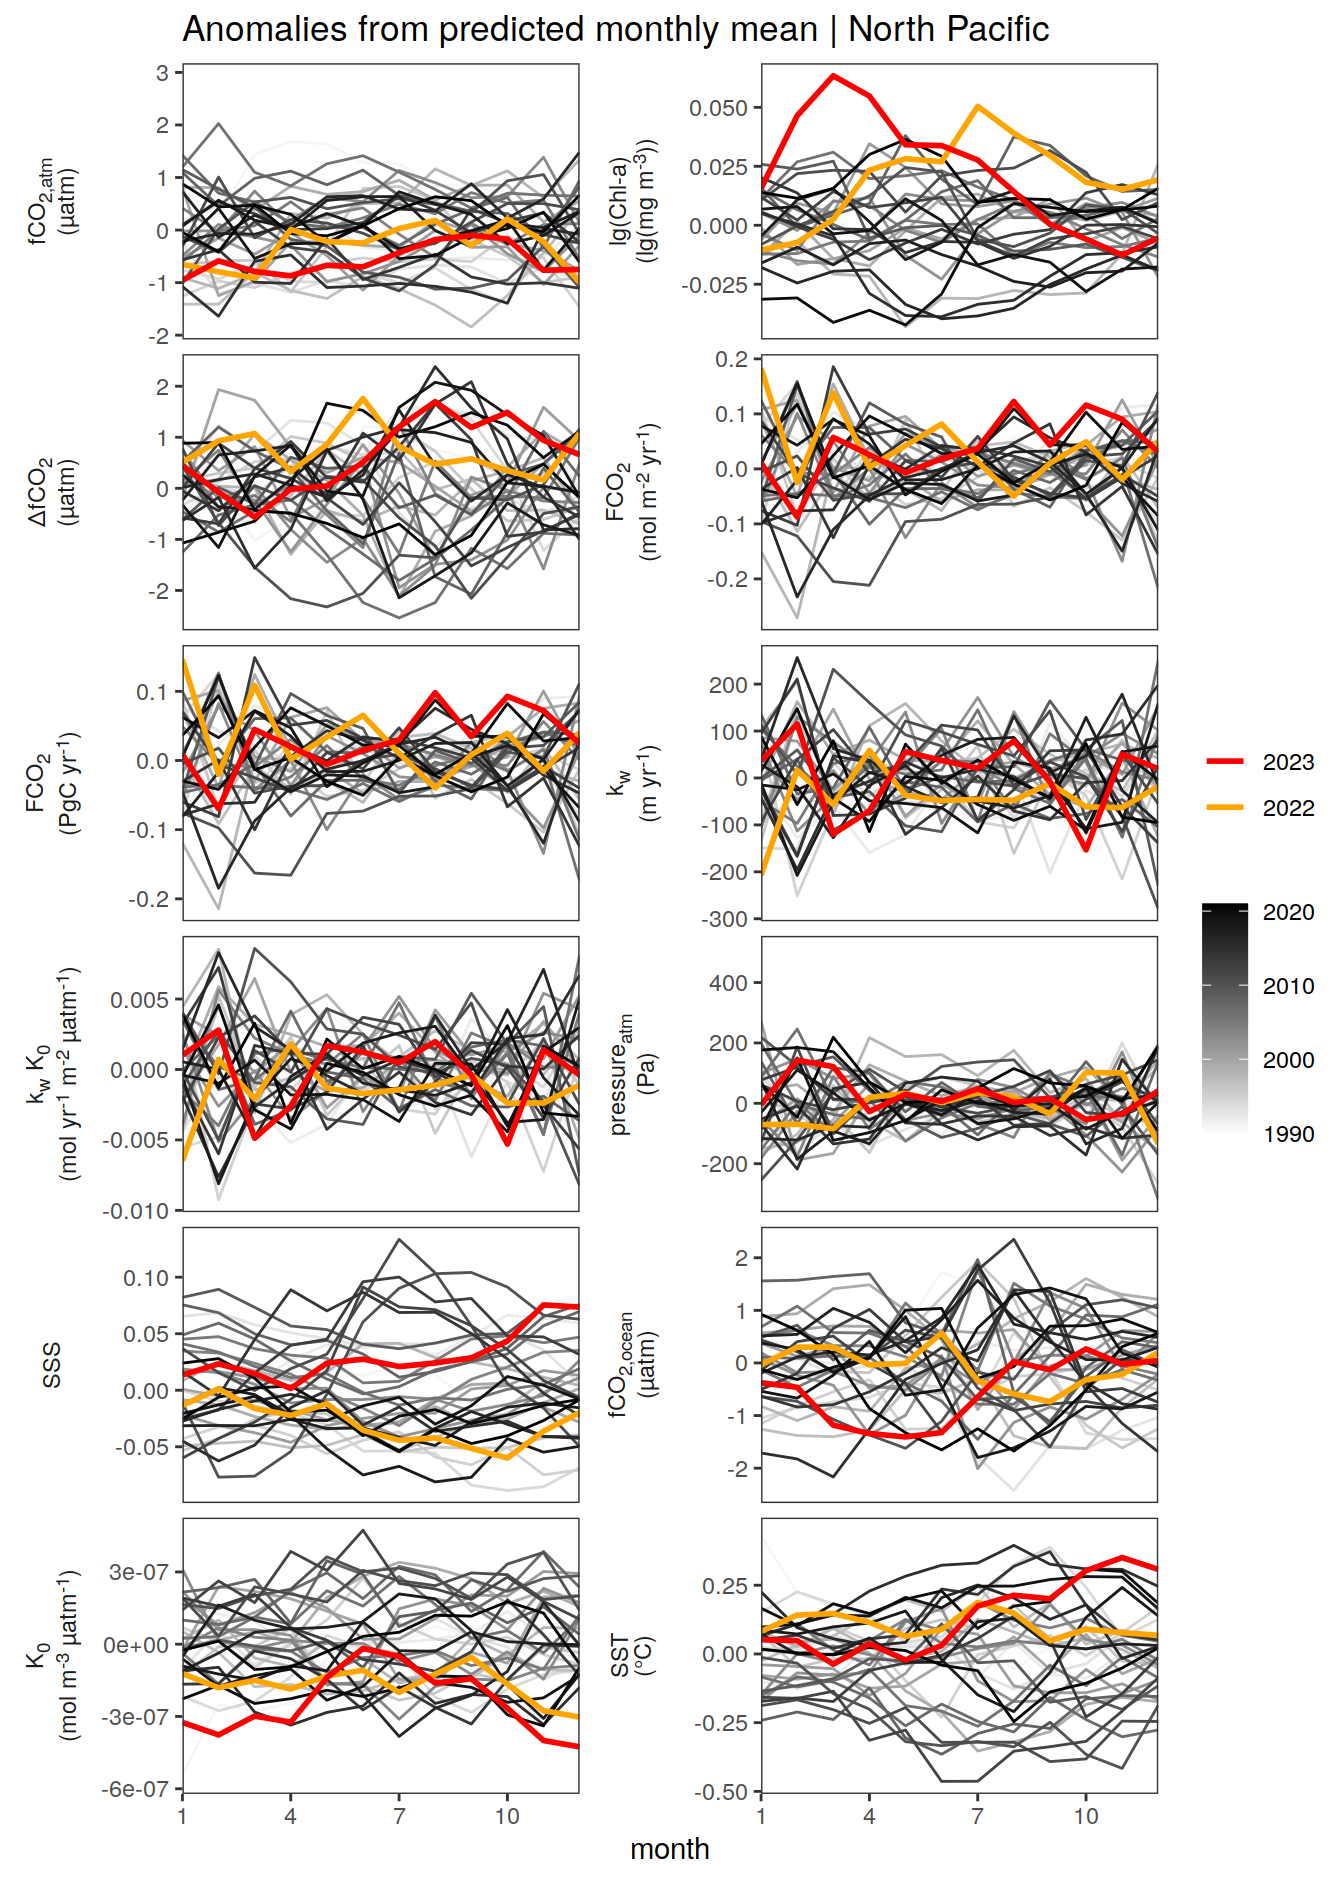 Anomalies from predicted monthly mean | North Pacific
fCO2,atm
(µatm)
3
2
1
0
-1
-2
lg(Chl-a)
(lg(mg m-3))
0.050
0.025
0.000
-0.025
ΔfCO2
(µatm)
2
1
0
-1
-2
FCO2
(mol m-2 yr-1)
0.2
0.1
0.0
-0.1
-0.2
FCO2
(PgC yr-1)
0.1
0.0
-0.1
-0.2
kw
(m yr-1)
200
100
0
-100
-200
-300
kw K0
(mol yr-1 m-2 µatm-1)
0.005
0.000
-0.005
-0.010
pressureatm
(Pa)
400
200
0
-200
SSS
0.10
0.05
0.00
-0.05
fCO2,ocean
(µatm)
2
1
0
-1
-2
K0
(mol m-3 µatm-1)
3e-07
0e+00
-3e-07
-6e-07
SST
(°C)
0.25
0.00
-0.25
-0.50
1 4 7 10
1 4 7 10
month
2023
2022
2020
2010
2000
1990